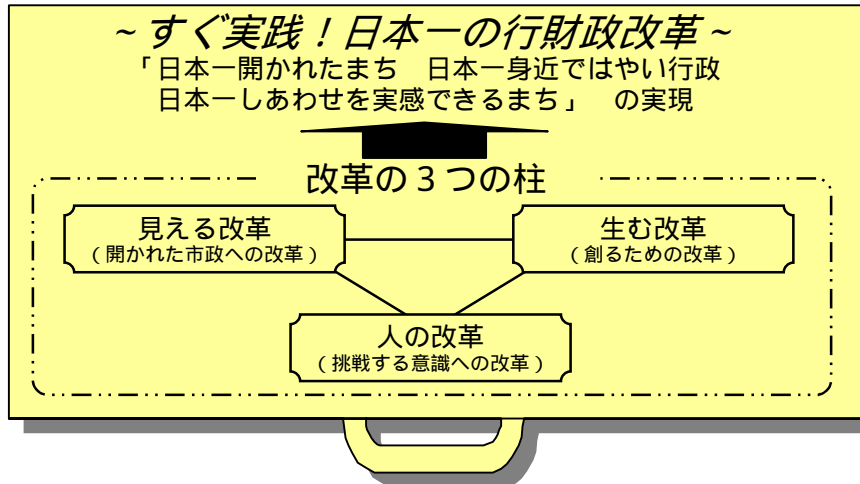 ~すぐ実践！日本一の行財政改革~
「日本一開かれたまち　日本一身近ではやい行政
日本一しあわせを実感できるまち」　の実現
改革の３つの柱
見える改革
（開かれた市政への改革）
生む改革
（創るための改革）
人の改革
（挑戦する意識への改革）